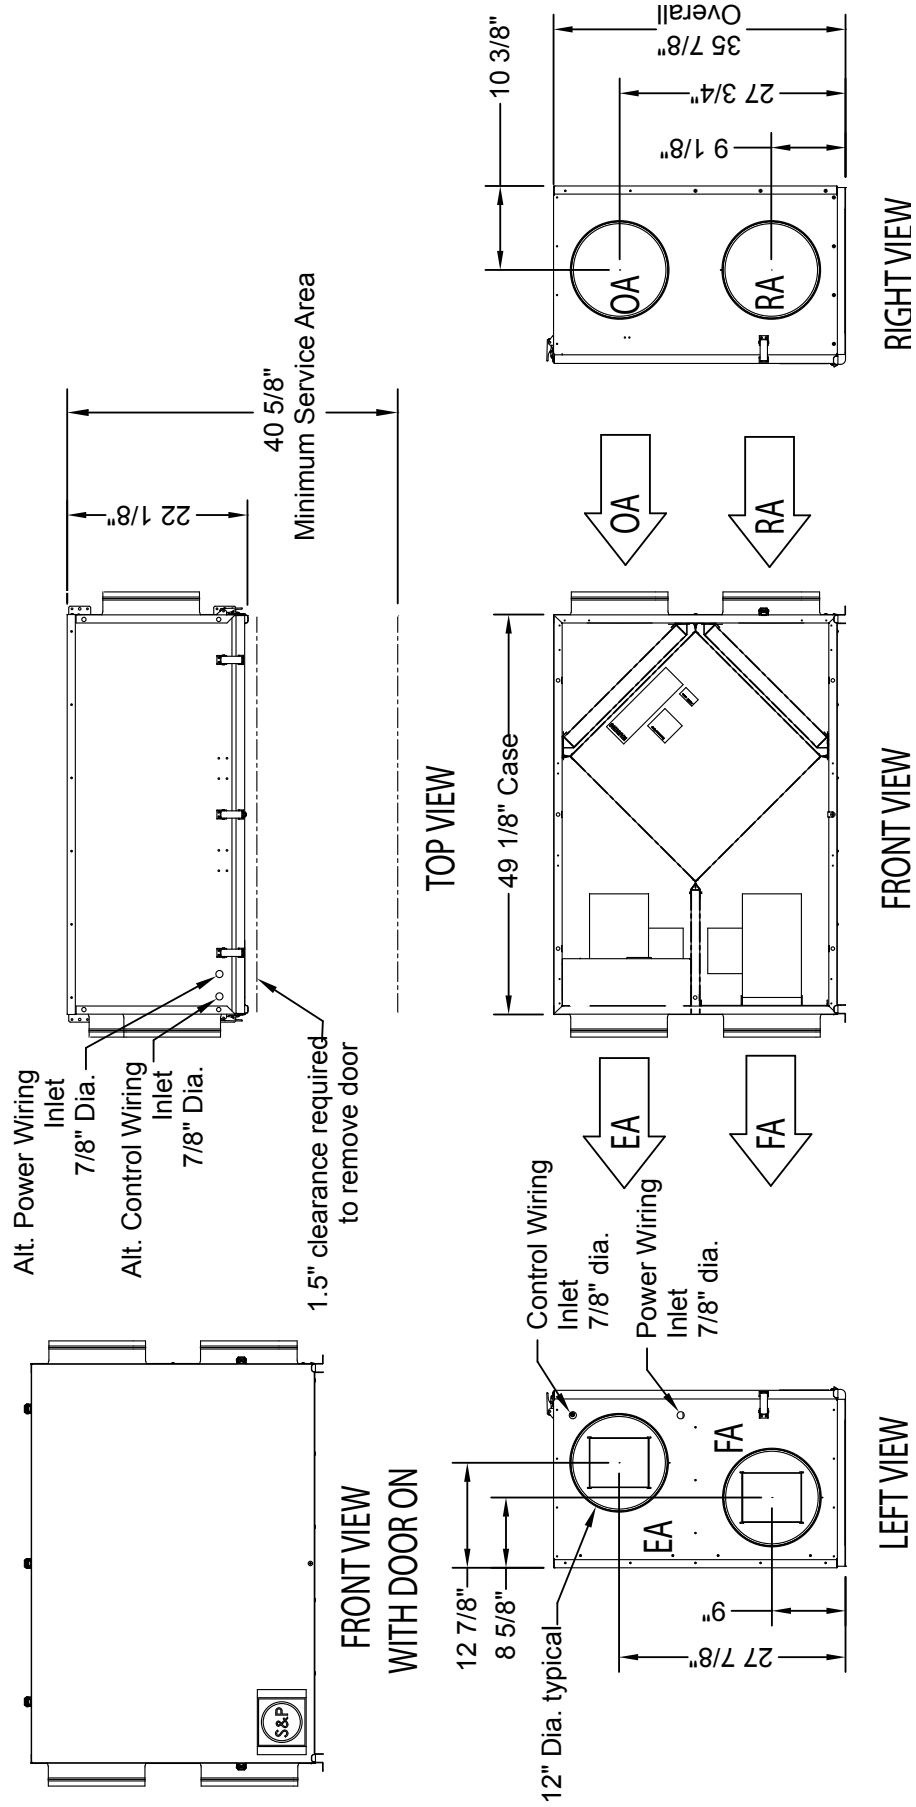 Alt. Power Wiring
Inlet
7/8" Dia.
Alt. Control Wiring
Inlet
7/8" Dia.
1.5" clearance required
to remove door
22 1/8"
40 5/8"
Minimum Service Area
S&P
FRONT VIEW
WITH DOOR ON
TOP VIEW
12 7/8"
8 5/8"
12" Dia. typical
EA
FA
9"
27 7/8"
Control Wiring
Inlet
7/8" dia.
Power Wiring
Inlet
7/8" dia.
LEFT VIEW
EA
FA
49 1/8" Case
OA
RA
FRONT VIEW
10 3/8"
OA
RA
9 1/8"
27 3/4"
35 7/8"
Overall
RIGHT VIEW